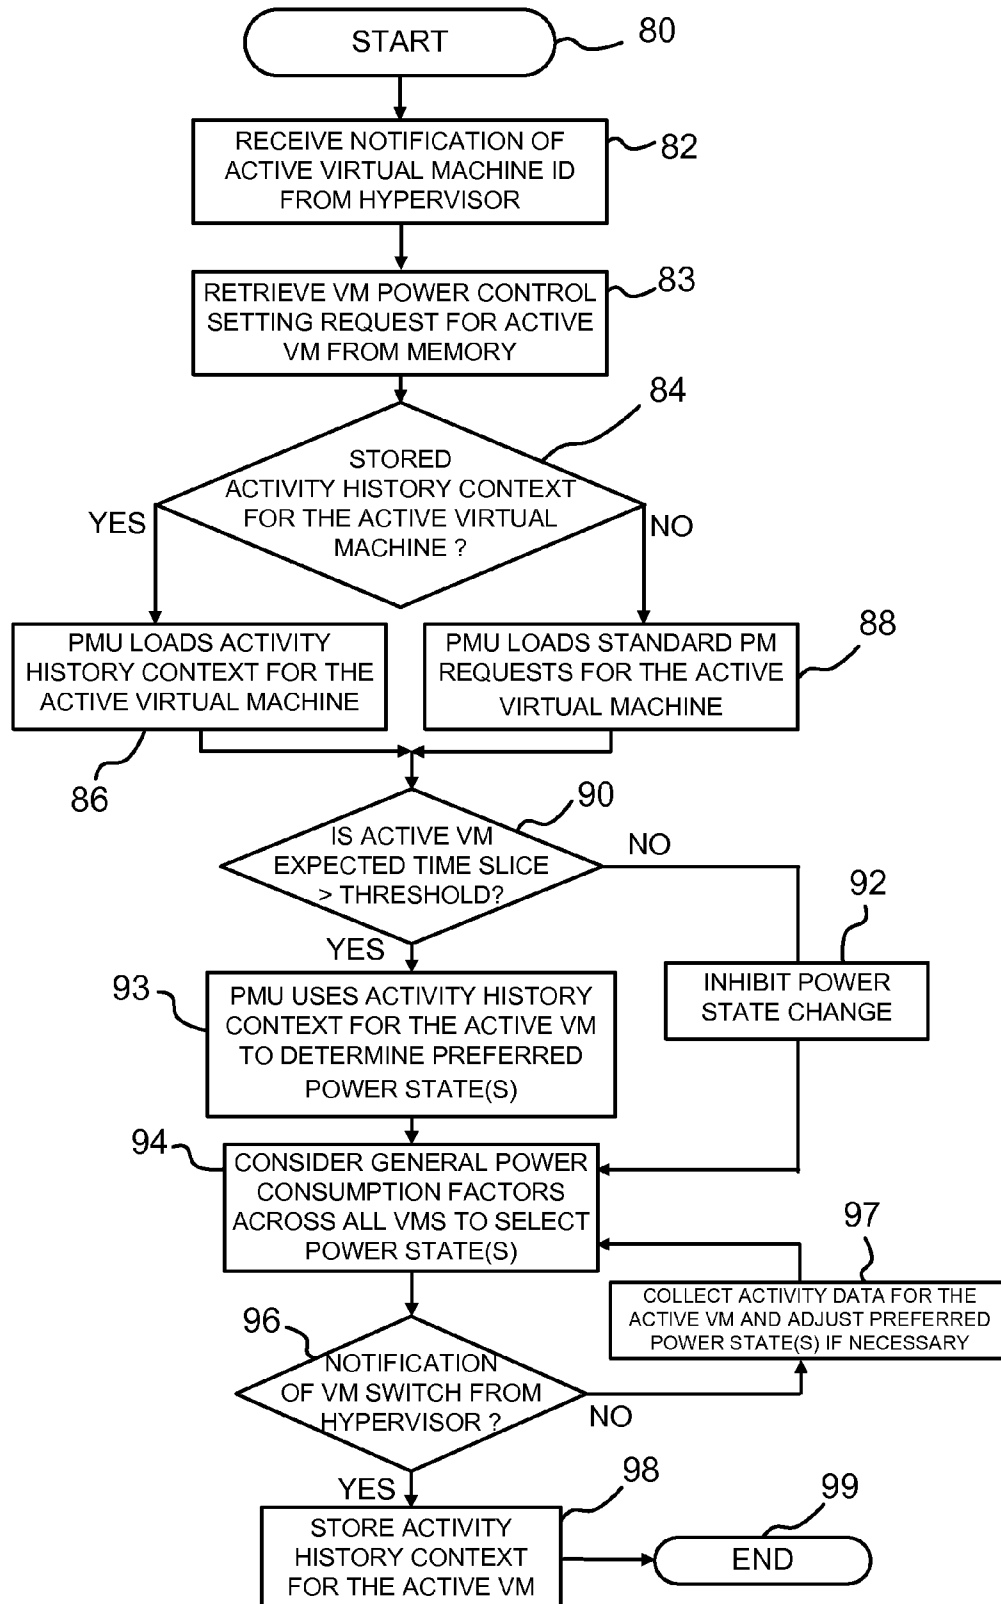 START
80
RECEIVE NOTIFICATION OF
ACTIVE VIRTUAL MACHINE ID
FROM HYPERVISOR
82
RETRIEVE VM POWER CONTROL
SETTING REQUEST FOR ACTIVE
VM FROM MEMORY
83
84
STORED
ACTIVITY HISTORY CONTEXT
FOR THE ACTIVE VIRTUAL
MACHINE ?
YES
NO
PMU LOADS ACTIVITY
HISTORY CONTEXT FOR THE
ACTIVE VIRTUAL MACHINE
86
PMU LOADS STANDARD PM
REQUESTS FOR THE ACTIVE
VIRTUAL MACHINE
88
90
IS ACTIVE VM
EXPECTED TIME SLICE
> THRESHOLD?
NO
YES
92
INHIBIT POWER
STATE CHANGE
93
PMU USES ACTIVITY HISTORY
CONTEXT FOR THE ACTIVE VM
TO DETERMINE PREFERRED
POWER STATE(S)
94
CONSIDER GENERAL POWER
CONSUMPTION FACTORS
ACROSS ALL VMS TO SELECT
POWER STATE(S)
97
COLLECT ACTIVITY DATA FOR THE
ACTIVE VM AND ADJUST PREFERRED
POWER STATE(S) IF NECESSARY
96
NOTIFICATION
OF VM SWITCH FROM
HYPERVISOR ?
NO
YES
98
STORE ACTIVITY
HISTORY CONTEXT
FOR THE ACTIVE VM
99
END